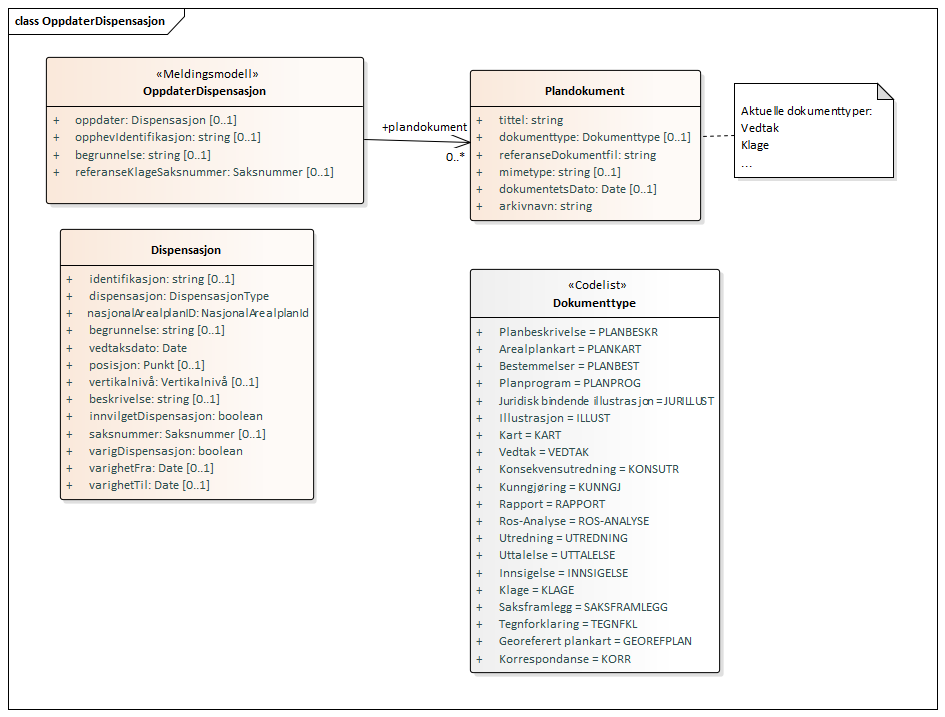 class OppdaterDispensasjon
«Meldingsmodell»
OppdaterDispensasjon
+ oppdater: Dispensasjon [0..1]
+ opphevIdentifikasjon: string [0..1]
+ begrunnelse: string [0..1]
+ referanseKlageSaksnummer: Saksnummer [0..1]
+plandokument
0..*
Plandokument
+ tittel: string
+ dokumenttype: Dokumenttype [0..1]
+ referanseDokumentfil: string
+ mimetype: string [0..1]
+ dokumentetsDato: Date [0..1]
+ arkivnavn: string
Aktuelle dokumenttyper:
Vedtak
Klage
...
Dispensasjon
+ identifikasjon: string [0..1]
+ dispensasjon: DispensasjonType
+ nasjonalArealplanID: NasjonalArealplanId
+ begrunnelse: string [0..1]
+ vedtaksdato: Date
+ posisjon: Punkt [0..1]
+ vertikalnivå: Vertikalnivå [0..1]
+ beskrivelse: string [0..1]
+ innvilgetDispensasjon: boolean
+ saksnummer: Saksnummer [0..1]
+ varigDispensasjon: boolean
+ varighetFra: Date [0..1]
+ varighetTil: Date [0..1]
«Codelist»
Dokumenttype
+ Planbeskrivelse = PLANBESKR
+ Arealplankart = PLANKART
+ Bestemmelser = PLANBEST
+ Planprogram = PLANPROG
+ Juridisk bindende illustrasjon = JURILLUST
+ Illustrasjon = ILLUST
+ Kart = KART
+ Vedtak = VEDTAK
+ Konsekvensutredning = KONSUTR
+ Kunngjøring = KUNNGJ
+ Rapport = RAPPORT
+ Ros-Analyse = ROS-ANALYSE
+ Utredning = UTREDNING
+ Uttalelse = UTTALELSE
+ Innsigelse = INNSIGELSE
+ Klage = KLAGE
+ Saksframlegg = SAKSFRAMLEGG
+ Tegnforklaring = TEGNFKL
+ Georeferert plankart = GEOREFPLAN
+ Korrespondanse = KORR